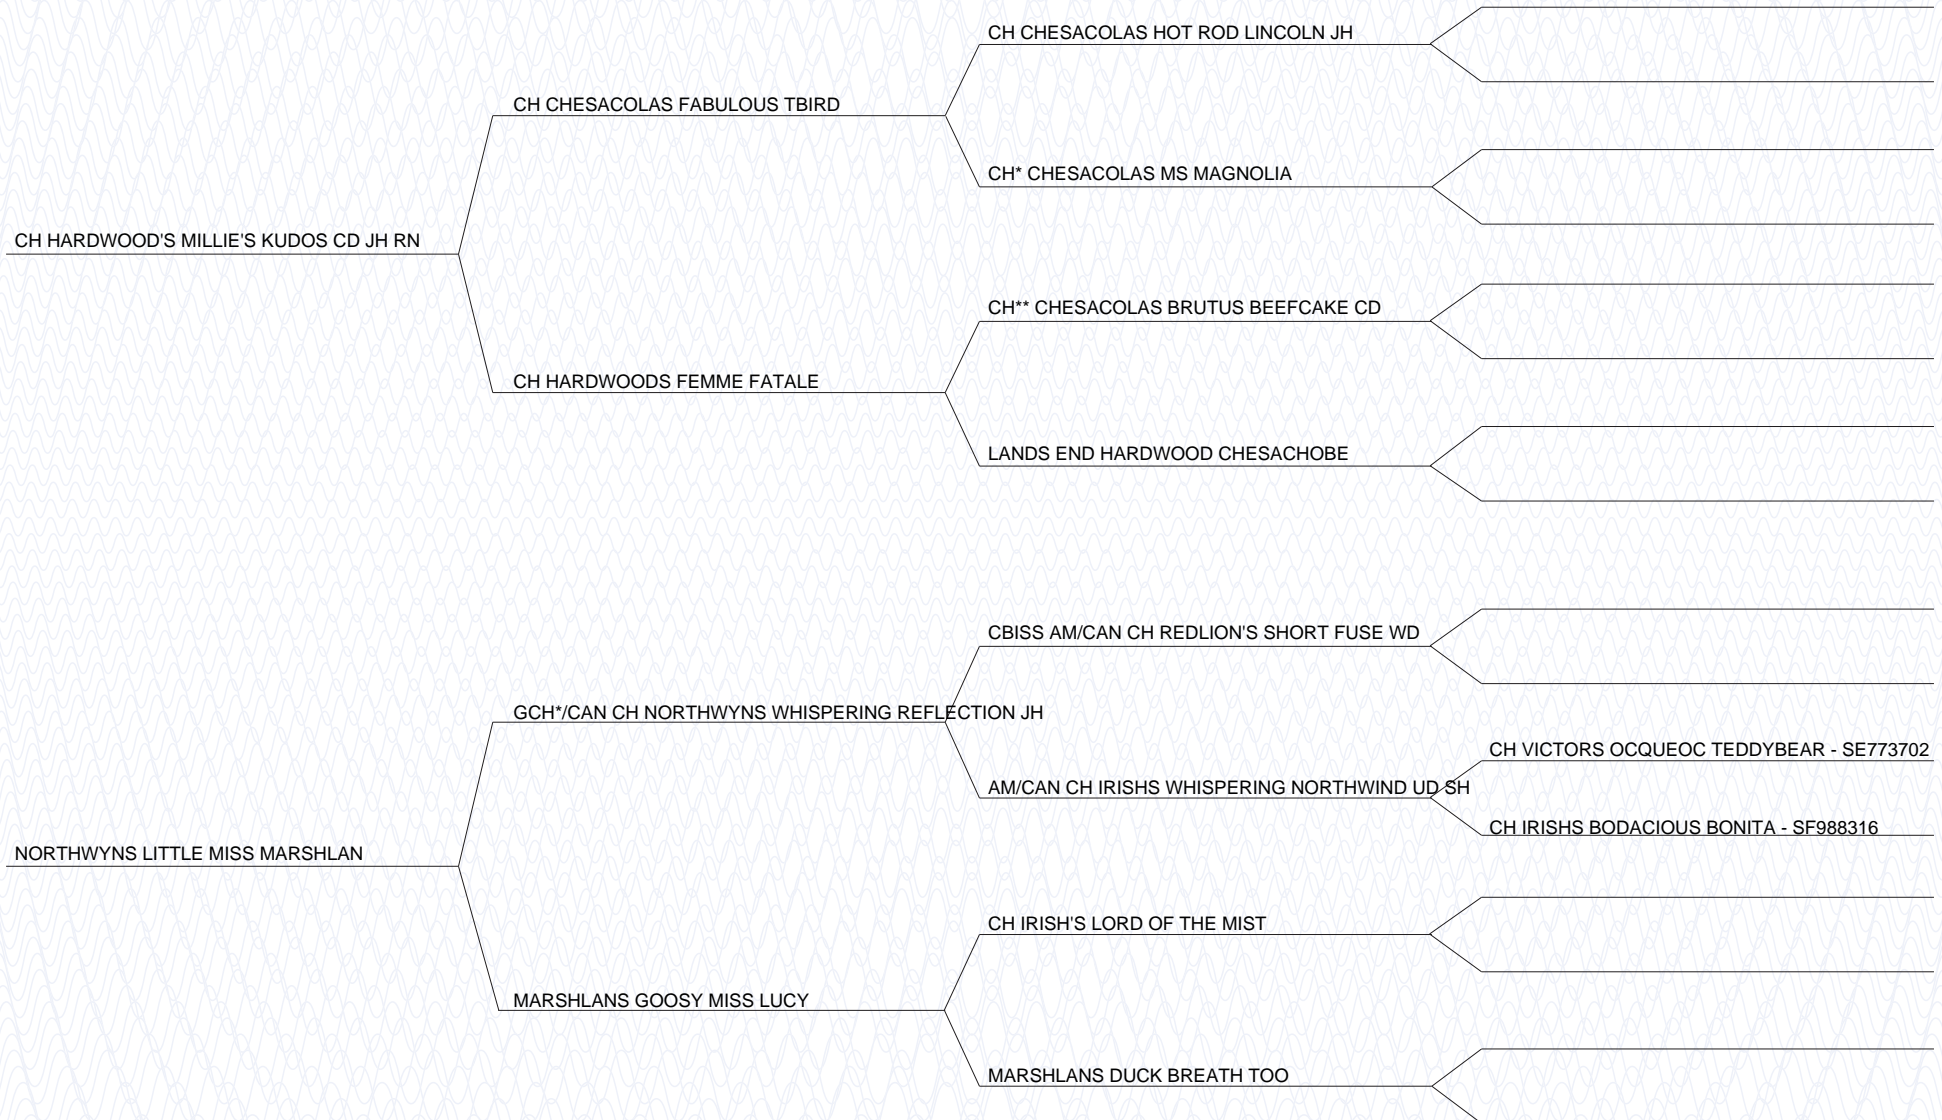 CH CHESACOLAS HOT ROD LINCOLN JH
CH CHESACOLAS FABULOUS TBIRD
CH* CHESACOLAS MS MAGNOLIA
CH HARDWOOD'S MILLIE'S KUDOS CD JH RN
CH** CHESACOLAS BRUTUS BEEFCAKE CD
CH HARDWOODS FEMME FATALE
LANDS END HARDWOOD CHESACHOBE
CBISS AM/CAN CH REDLION'S SHORT FUSE WD
GCH*/CAN CH NORTHWYNS WHISPERING REFLECTION JH
CH VICTORS OCQUEOC TEDDYBEAR - SE773702
AM/CAN CH IRISHS WHISPERING NORTHWIND UD SH
CH IRISHS BODACIOUS BONITA - SF988316
NORTHWYNS LITTLE MISS MARSHLAN
CH IRISH'S LORD OF THE MIST
MARSHLANS GOOSY MISS LUCY
MARSHLANS DUCK BREATH TOO